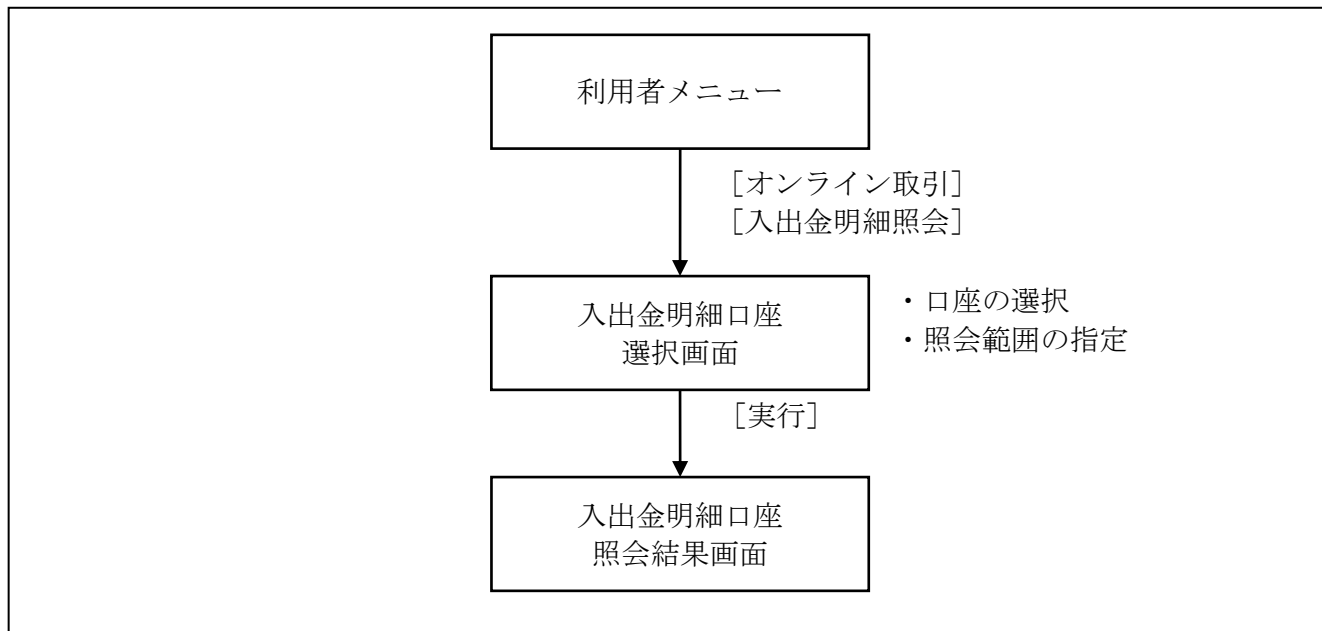 利用者メニュー
［オンライン取引］
［入出金明細照会］
入出金明細口座
選択画面
・口座の選択
・照会範囲の指定
［実行］
入出金明細口座
照会結果画面